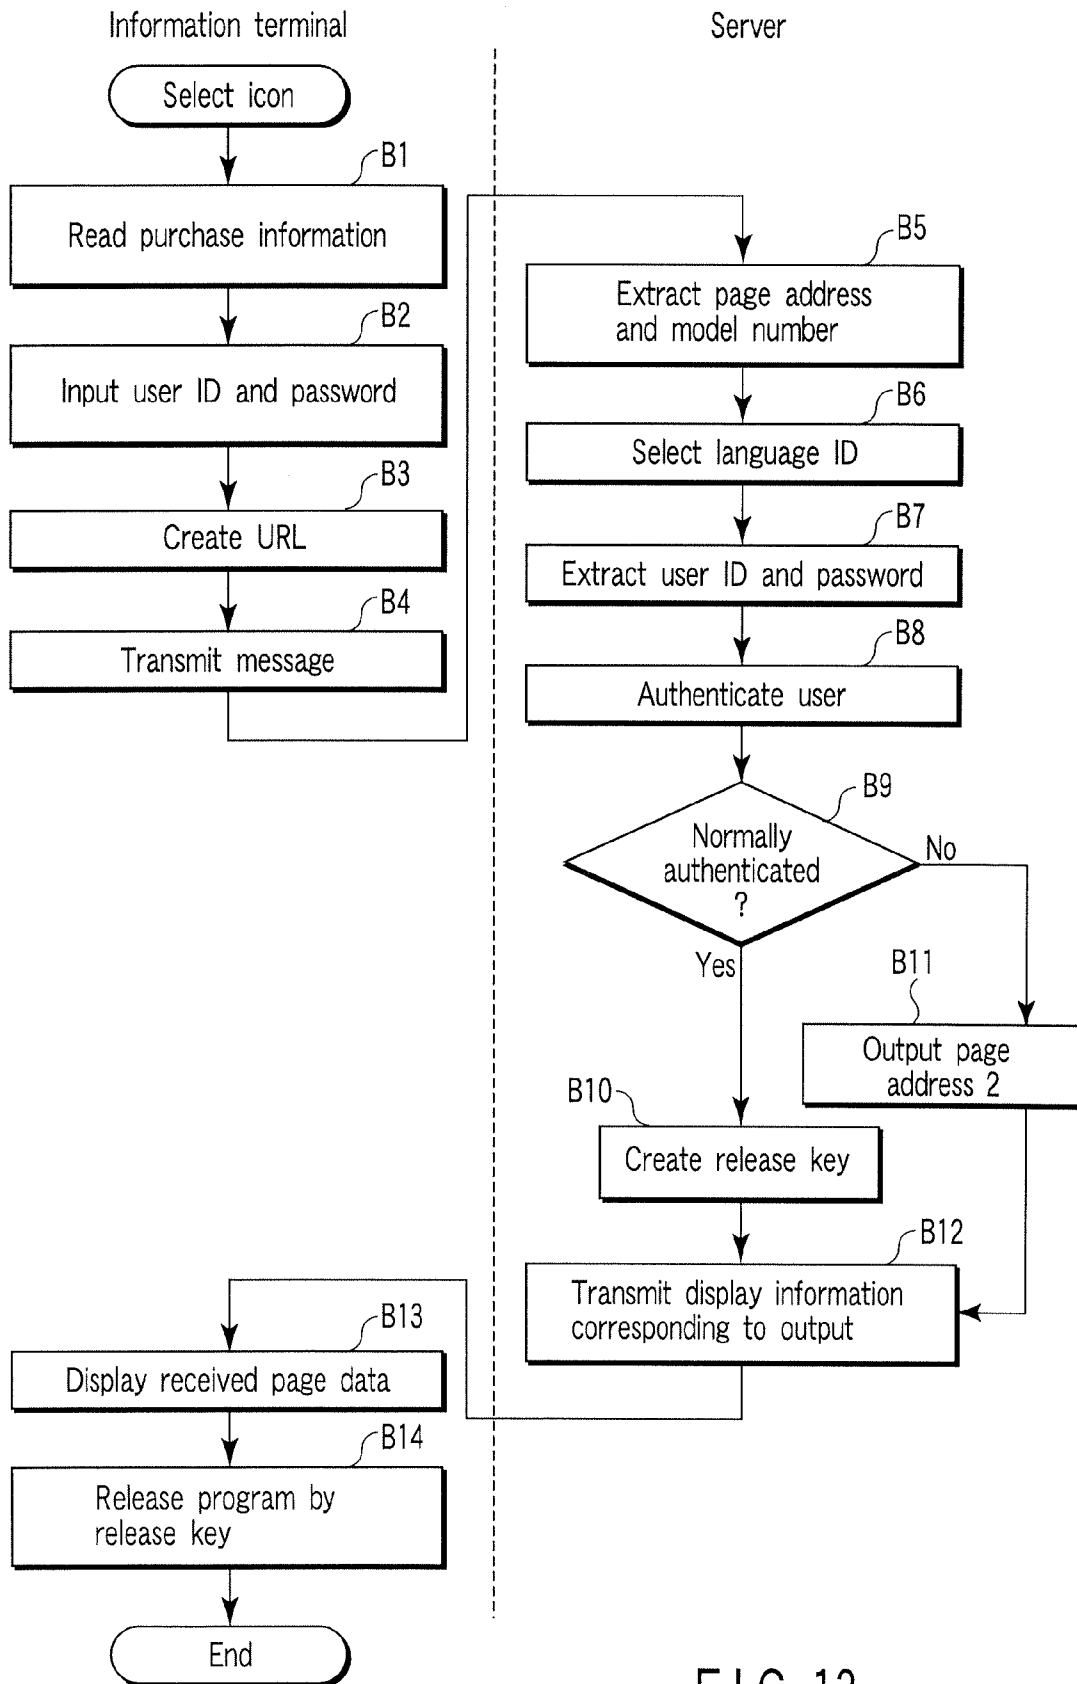 Information terminal
Server
Select icon
B1
Read purchase information
B2
Input user ID and password
B3
Create URL
B4
Transmit message
B5
Extract page address
and model number
B6
Select language ID
B7
Extract user ID and password
B8
Authenticate user
B9
Normally
authenticated
?
No
Yes
B11
Output page
address 2
B10
Create release key
B12
Transmit display information
corresponding to output
B13
Display received page data
B14
Release program by
release key
End